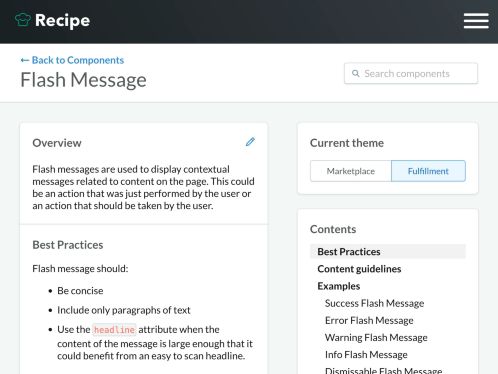 Recipe
← Back to Components
Flash Message
Search components
Overview
Flash messages are used to display contextual
messages related to content on the page. This could
be an action that was just performed by the user or
an action that should be taken by the user.
Best Practices
Flash message should:
• Be concise
• Include only paragraphs of text
• Use the headline attribute when the
content of the message is large enough that it
could benefit from an easy to scan headline.
Current theme
Marketplace
Fulfillment
Contents
Best Practices
Content guidelines
Examples
Success Flash Message
Error Flash Message
Warning Flash Message
Info Flash Message
Dismissable Flash Message